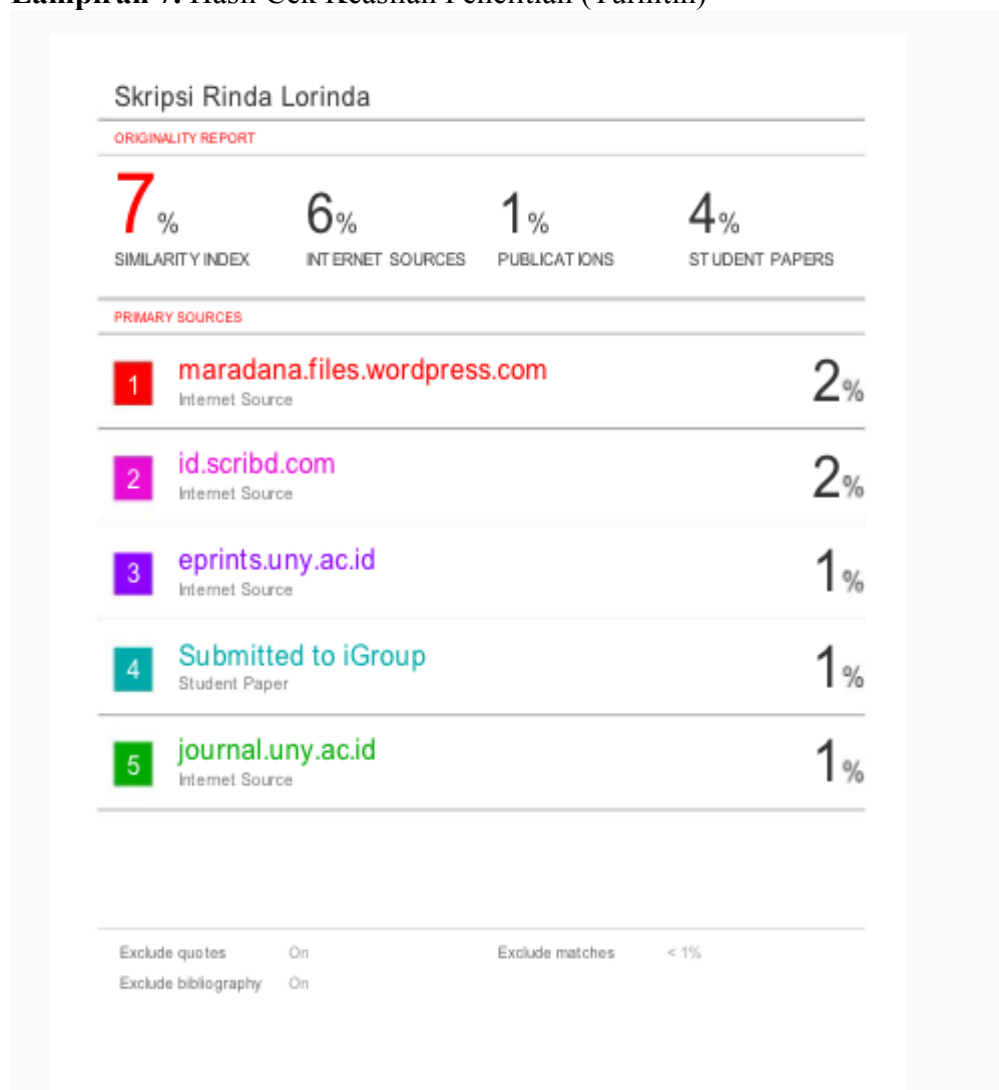 Lampiran 7. Hasil Cek Keaslian Penelitian (Turnitin)
Skripsi Rinda Lorinda
ORIGINALITY REPORT
7% 6% 1% 4%
SIMILARITY INDEX INTERNET SOURCES PUBLICATIONS STUDENT PAPERS
PRIMARY SOURCES
1 maradana.files.wordpress.com 2%
Internet Source
2 id.scribd.com 2%
Internet Source
3 eprints.uny.ac.id 1%
Internet Source
4 Submitted to iGroup 1%
Student Paper
5 journal.uny.ac.id 1%
Internet Source
Exclude quotes On Exclude matches < 1%
Exclude bibliography On